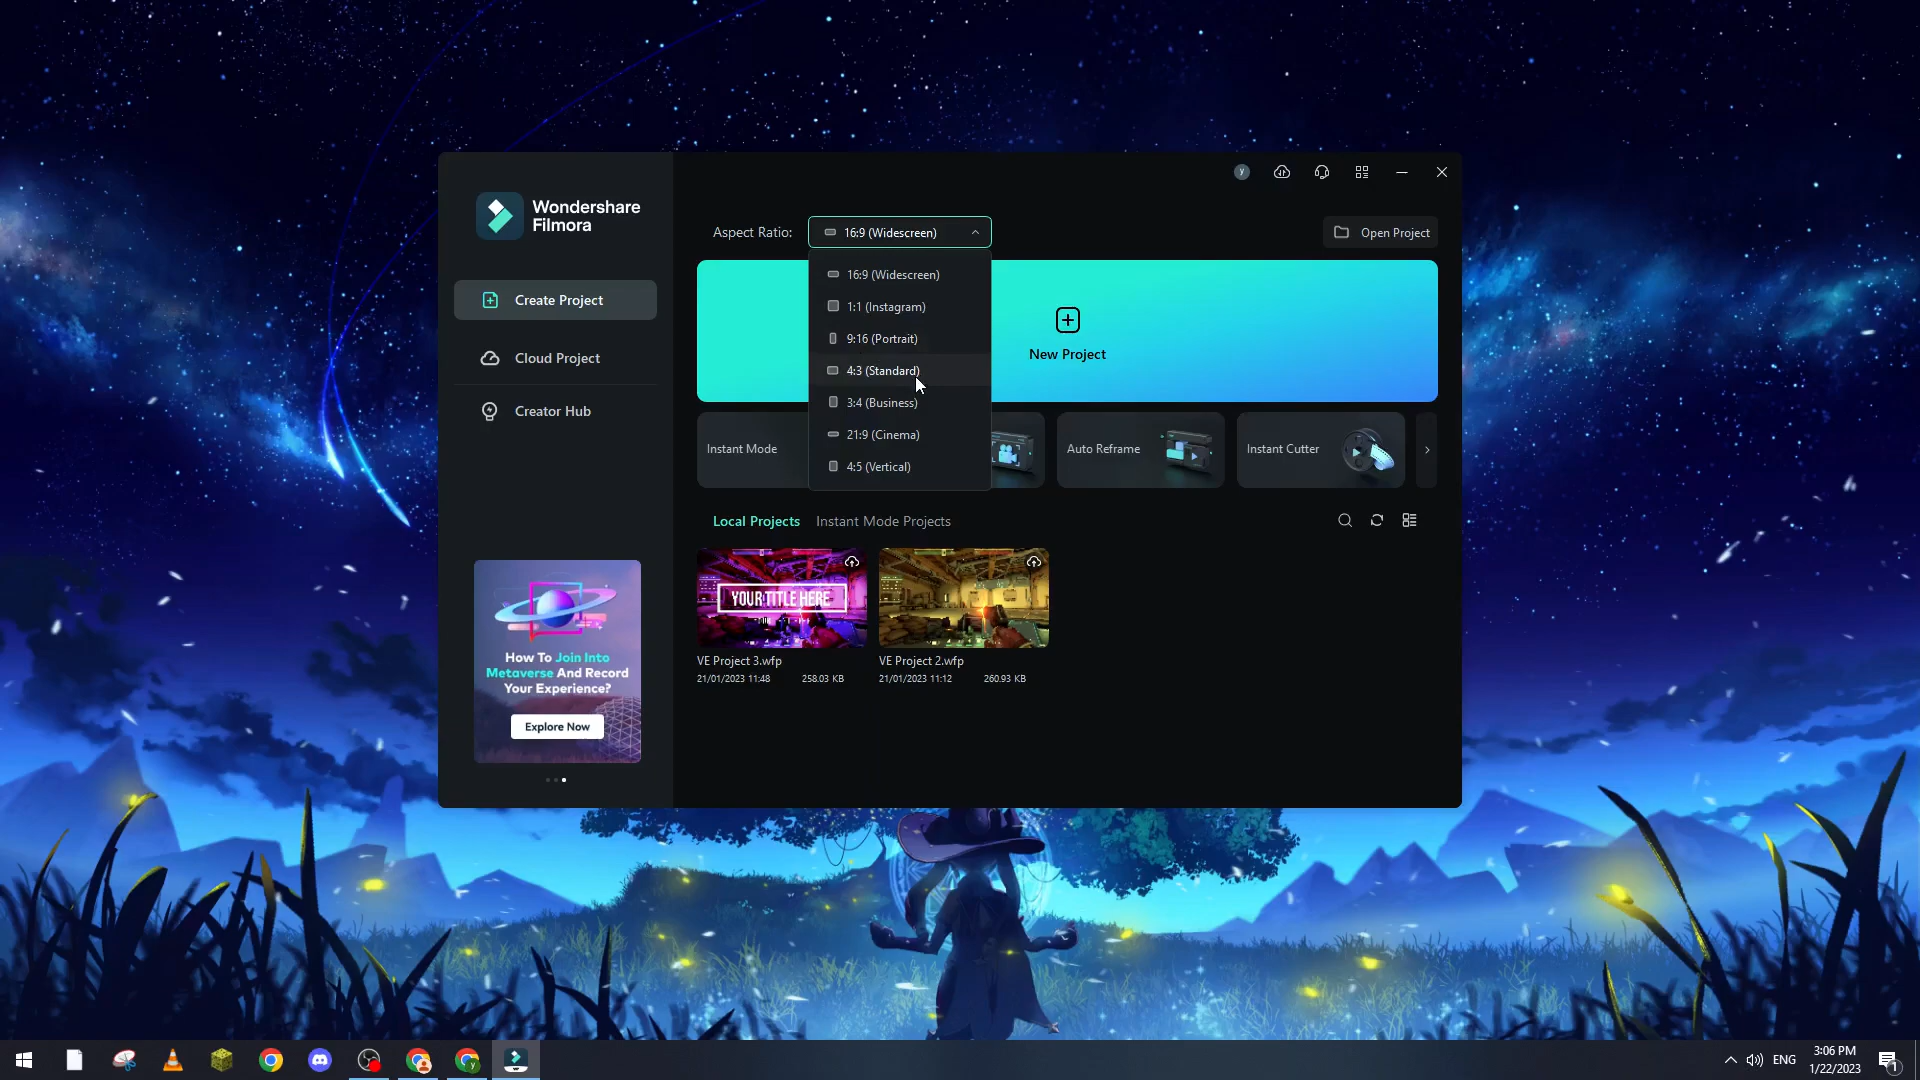 Wondershare
Filmora
Create Project
Cloud Project
Creator Hub
How To Join Into
Metaverse And Record
Your Experience?
Explore Now
y
Aspect Ratio:
16:9 (Widescreen)
Open Project
16:9 (Widescreen)
1:1 (Instagram)
9:16 (Portrait)
4:3 (Standard)
3:4 (Business)
21:9 (Cinema)
4:5 (Vertical)
New Project
Instant Mode
Auto Reframe
Instant Cutter
Local Projects
Instant Mode Projects
YOUR TITLE HERE
VE Project 3.wfp
21/01/2023 11:48
258.03 KB
VE Project 2.wfp
21/01/2023 11:12
260.93 KB
ENG
3:06 PM
1/22/2023
1